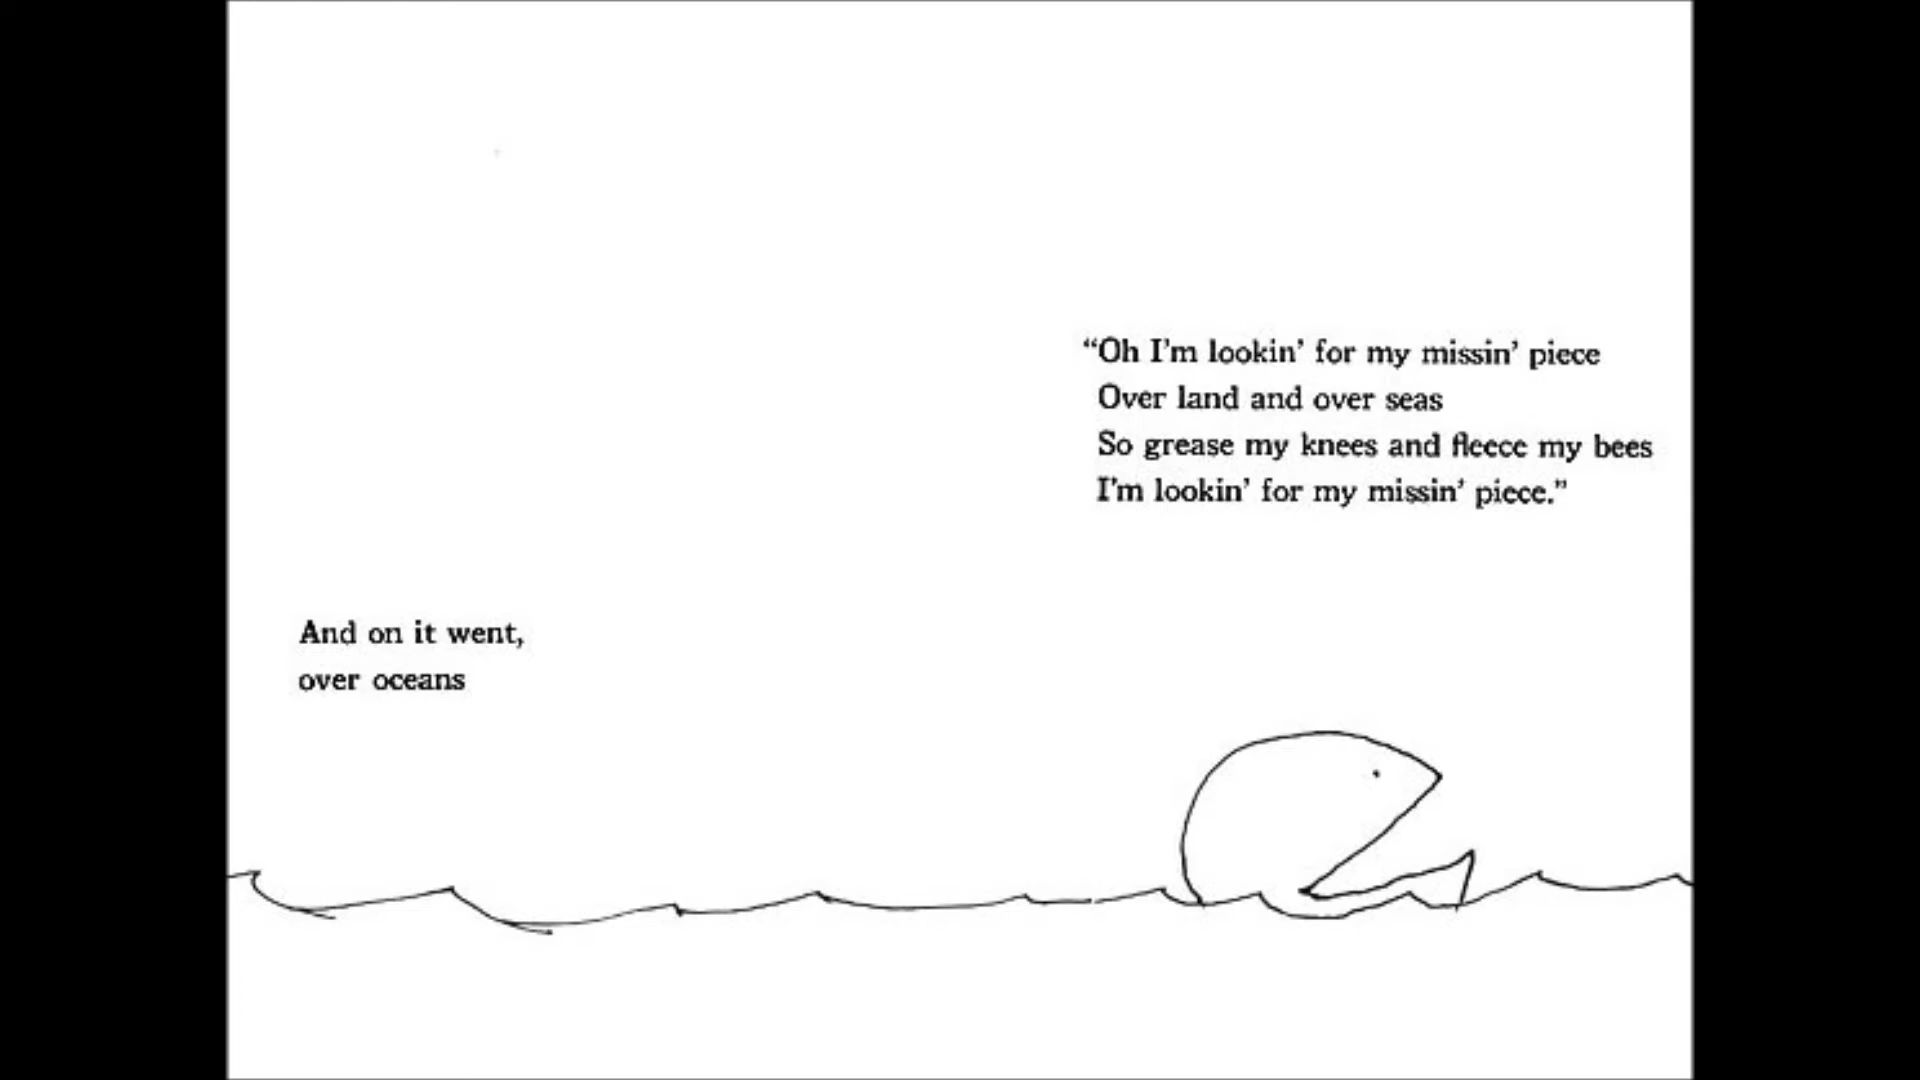 And on it went,
over oceans
“Oh I’m lookin’ for my missin’ piece
Over land and over seas
So grease my knees and fleece my bees
I’m lookin’ for my missin’ piece.”